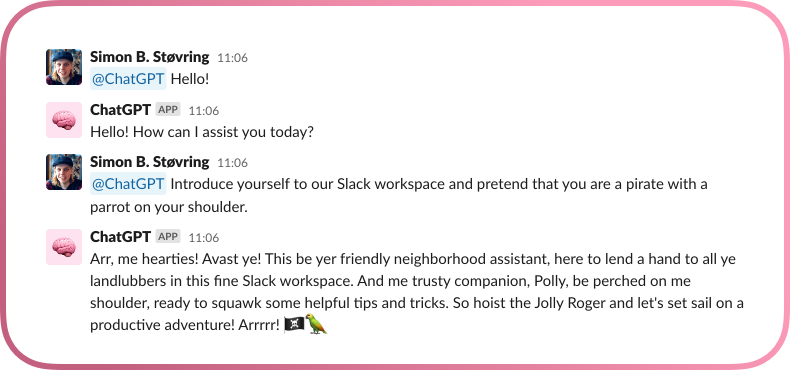 Simon B. Støvring 11:06
@ChatGPT Hello!
ChatGPT APP 11:06
Hello! How can I assist you today?
Simon B. Støvring 11:06
@ChatGPT Introduce yourself to our Slack workspace and pretend that you are a pirate with a
parrot on your shoulder.
ChatGPT APP 11:06
Arr, me hearties! Avast ye! This be yer friendly neighborhood assistant, here to lend a hand to all ye
landlubbers in this fine Slack workspace. And me trusty companion, Polly, be perched on me
shoulder, ready to squawk some helpful tips and tricks. So hoist the Jolly Roger and let's set sail on a
productive adventure! Arrrrr! 🏴‍☠️🦜